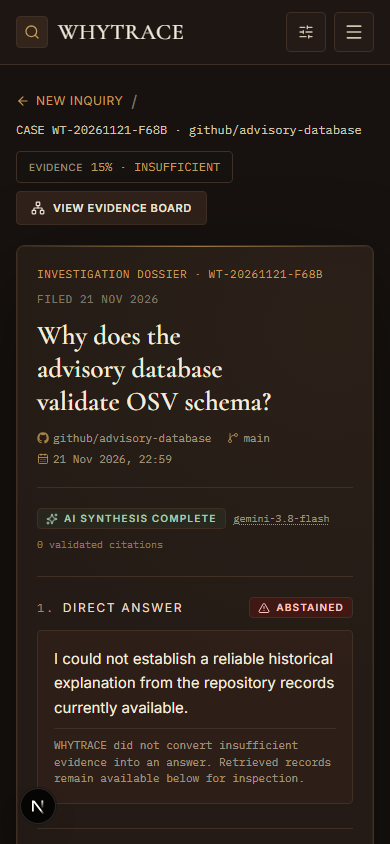 WHYTRACE
← NEW INQUIRY /
CASE WT-20261121-F68B · github/advisory-database
EVIDENCE 15% · INSUFFICIENT
VIEW EVIDENCE BOARD
INVESTIGATION DOSSIER · WT-20261121-F68B
FILED 21 NOV 2026
Why does the
advisory database
validate OSV schema?
github/advisory-database main
21 Nov 2026, 22:59
AI SYNTHESIS COMPLETE gemini-3.8-flash
0 validated citations
1. DIRECT ANSWER ABSTAINED
I could not establish a reliable historical
explanation from the repository records
currently available.
WHYTRACE did not convert insufficient
evidence into an answer. Retrieved records
remain available below for inspection.
N